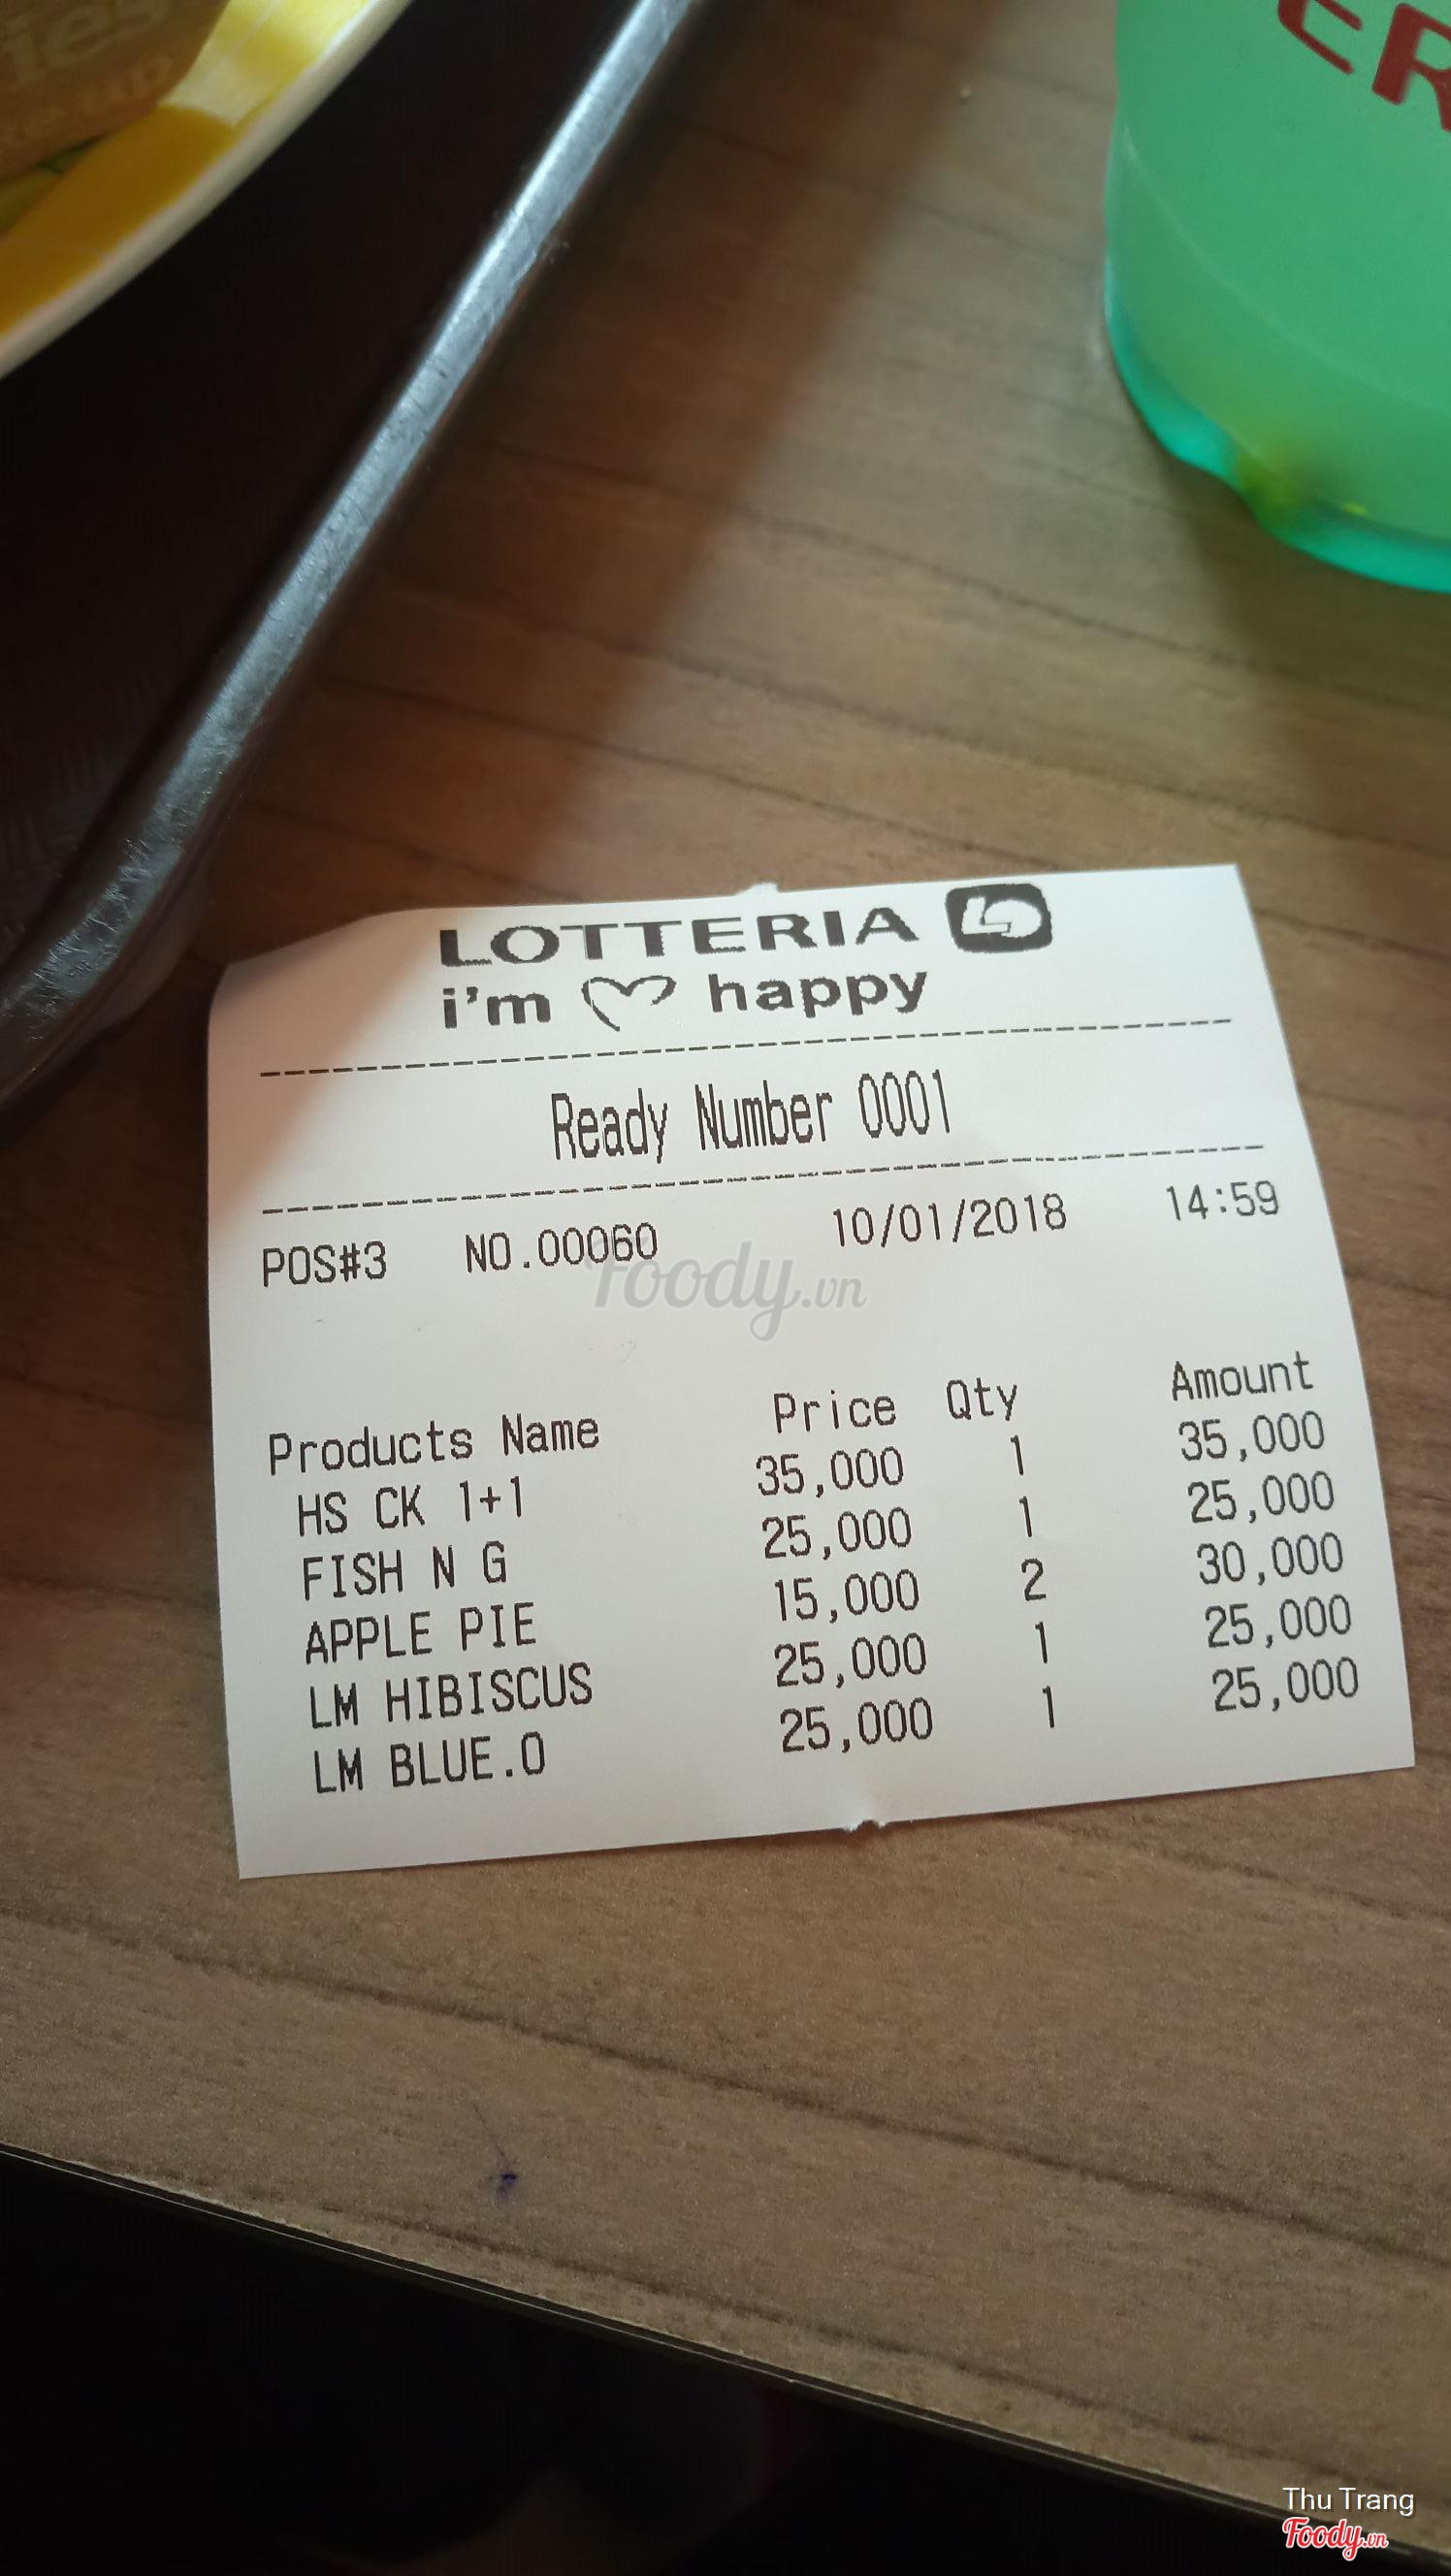 ER
LOTTERIA
i'm happy
Ready Number 0001
POS#3 NO.00060 10/01/2018 14:59
Products Name Price Qty Amount
HS CK 1+1 35,000 1 35,000
FISH N G 25,000 1 25,000
APPLE PIE 15,000 2 30,000
LM HIBISCUS 25,000 1 25,000
LM BLUE.O 25,000 1 25,000
foody.vn
Thu Trang
Foody.vn